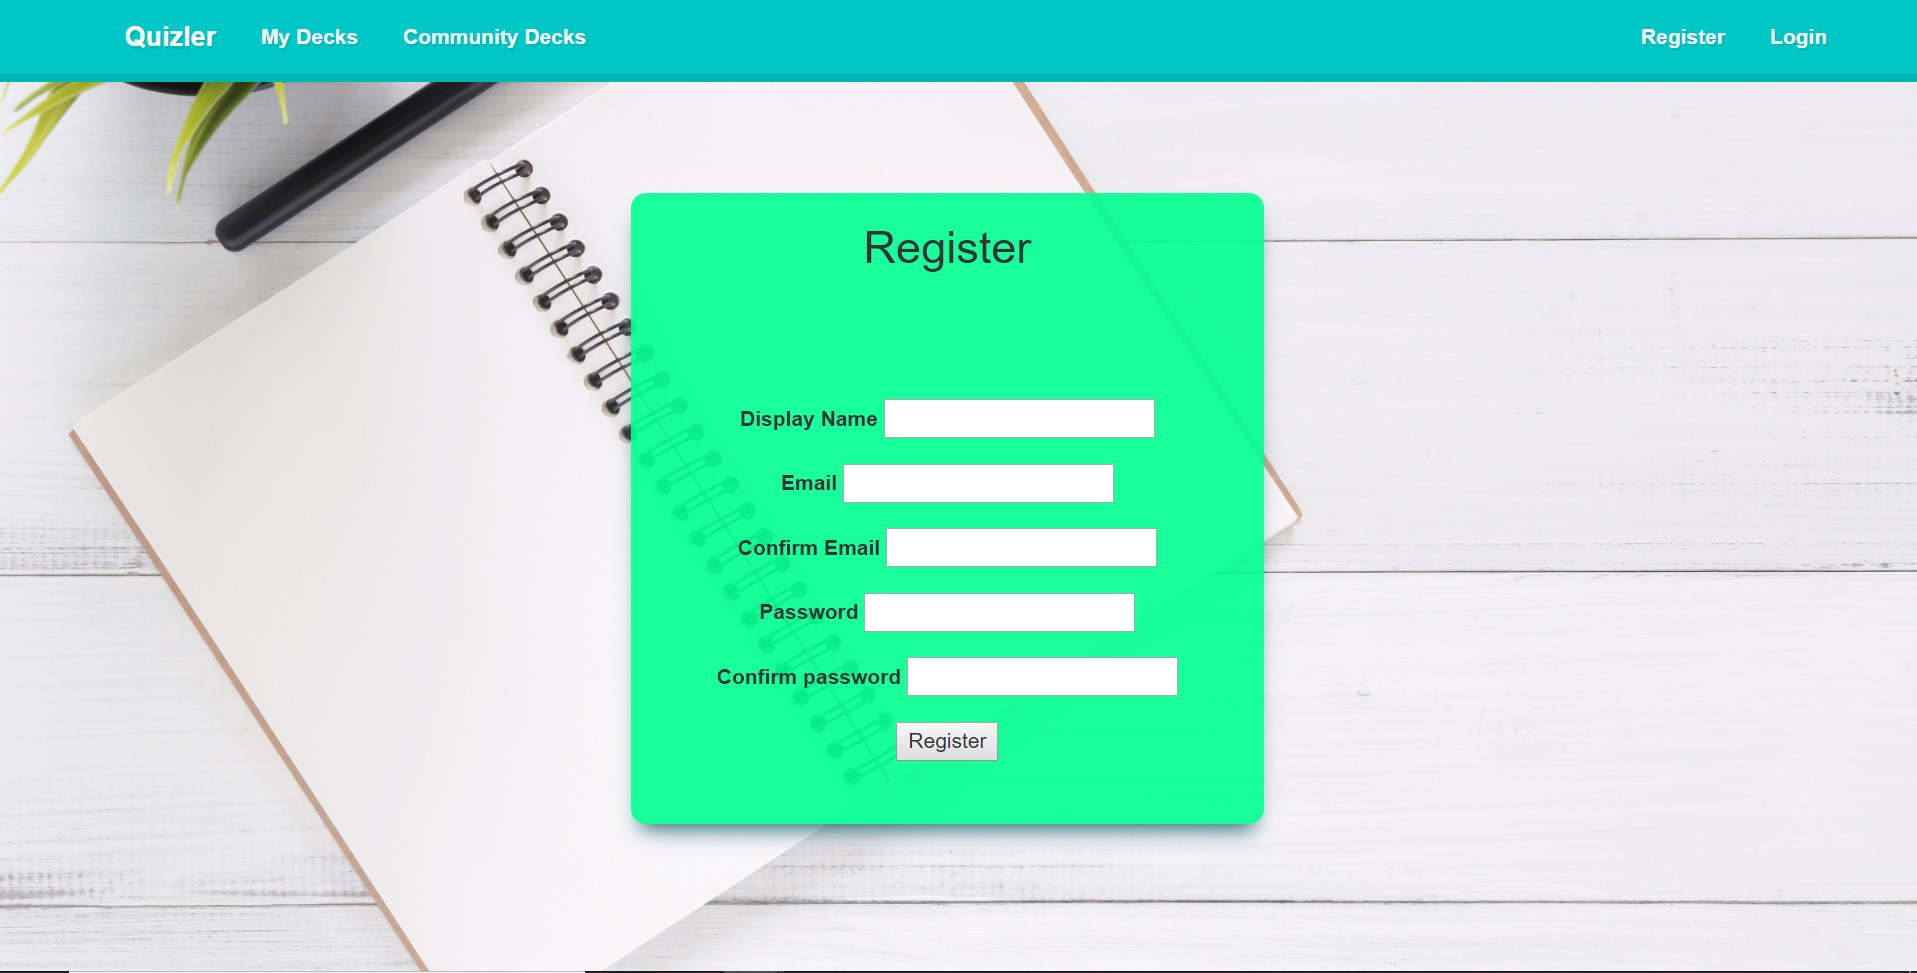 Quizler My Decks Community Decks Register Login
Register
Display Name
Email
Confirm Email
Password
Confirm password
Register